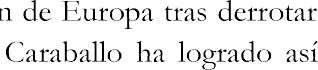 n de Europa tras derrotar
Caraballo ha logrado así